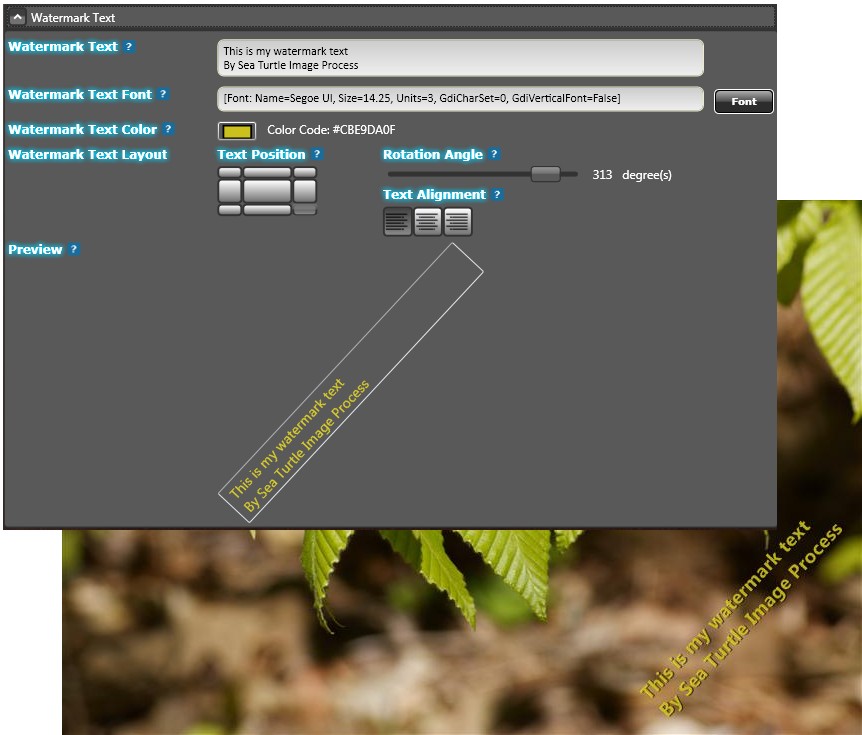 Watermark Text
Watermark Text ?
This is my watermark text
By Sea Turtle Image Process
Watermark Text Font ?
[Font: Name=Segoe UI, Size=14.25, Units=3, GdiCharSet=0, GdiVerticalFont=False]
Font
Watermark Text Color ?
Color Code: #CBE9DA0F
Watermark Text Layout
Text Position ?
Rotation Angle ?
313 degree(s)
Text Alignment ?
Preview ?
This is my watermark text
By Sea Turtle Image Process
This is my watermark text
By Sea Turtle Image Process